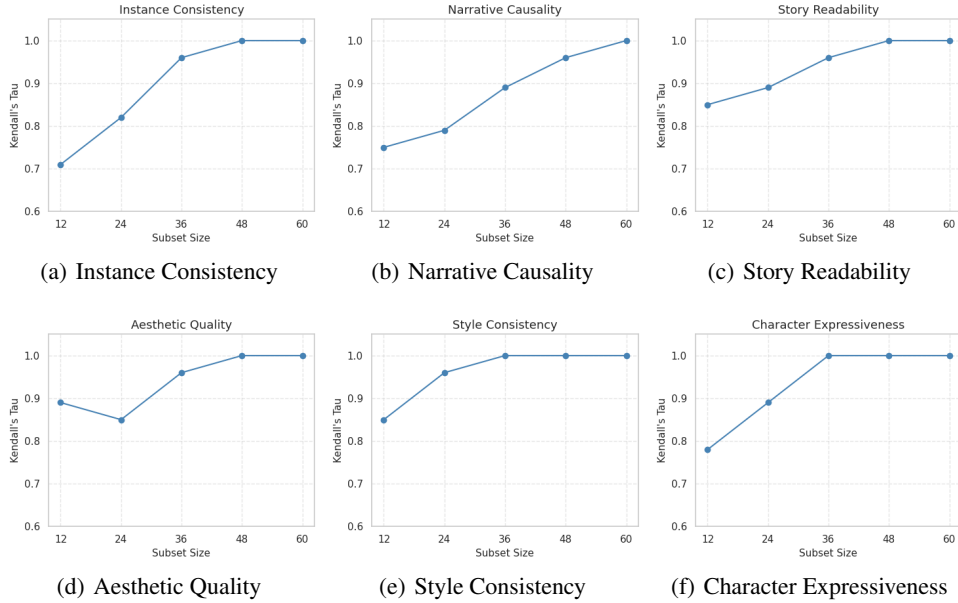 Instance Consistency
Narrative Causality
Story Readability
Kendall's Tau
1.0
0.9
0.8
0.7
0.6
12 24 36 48 60
Subset Size
Kendall's Tau
1.0
0.9
0.8
0.7
0.6
12 24 36 48 60
Subset Size
Kendall's Tau
1.0
0.9
0.8
0.7
0.6
12 24 36 48 60
Subset Size
(a) Instance Consistency
(b) Narrative Causality
(c) Story Readability
Aesthetic Quality
Style Consistency
Character Expressiveness
Kendall's Tau
1.0
0.9
0.8
0.7
0.6
12 24 36 48 60
Subset Size
Kendall's Tau
1.0
0.9
0.8
0.7
0.6
12 24 36 48 60
Subset Size
Kendall's Tau
1.0
0.9
0.8
0.7
0.6
12 24 36 48 60
Subset Size
(d) Aesthetic Quality
(e) Style Consistency
(f) Character Expressiveness